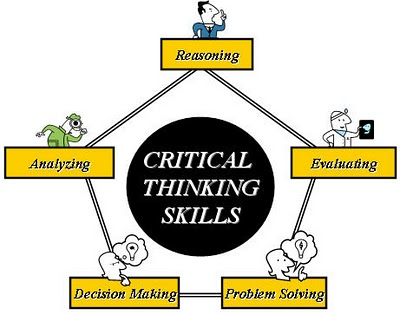 Reasoning
Analyzing
CRITICAL
THINKING
SKILLS
Evaluating
Decision Making
Problem Solving